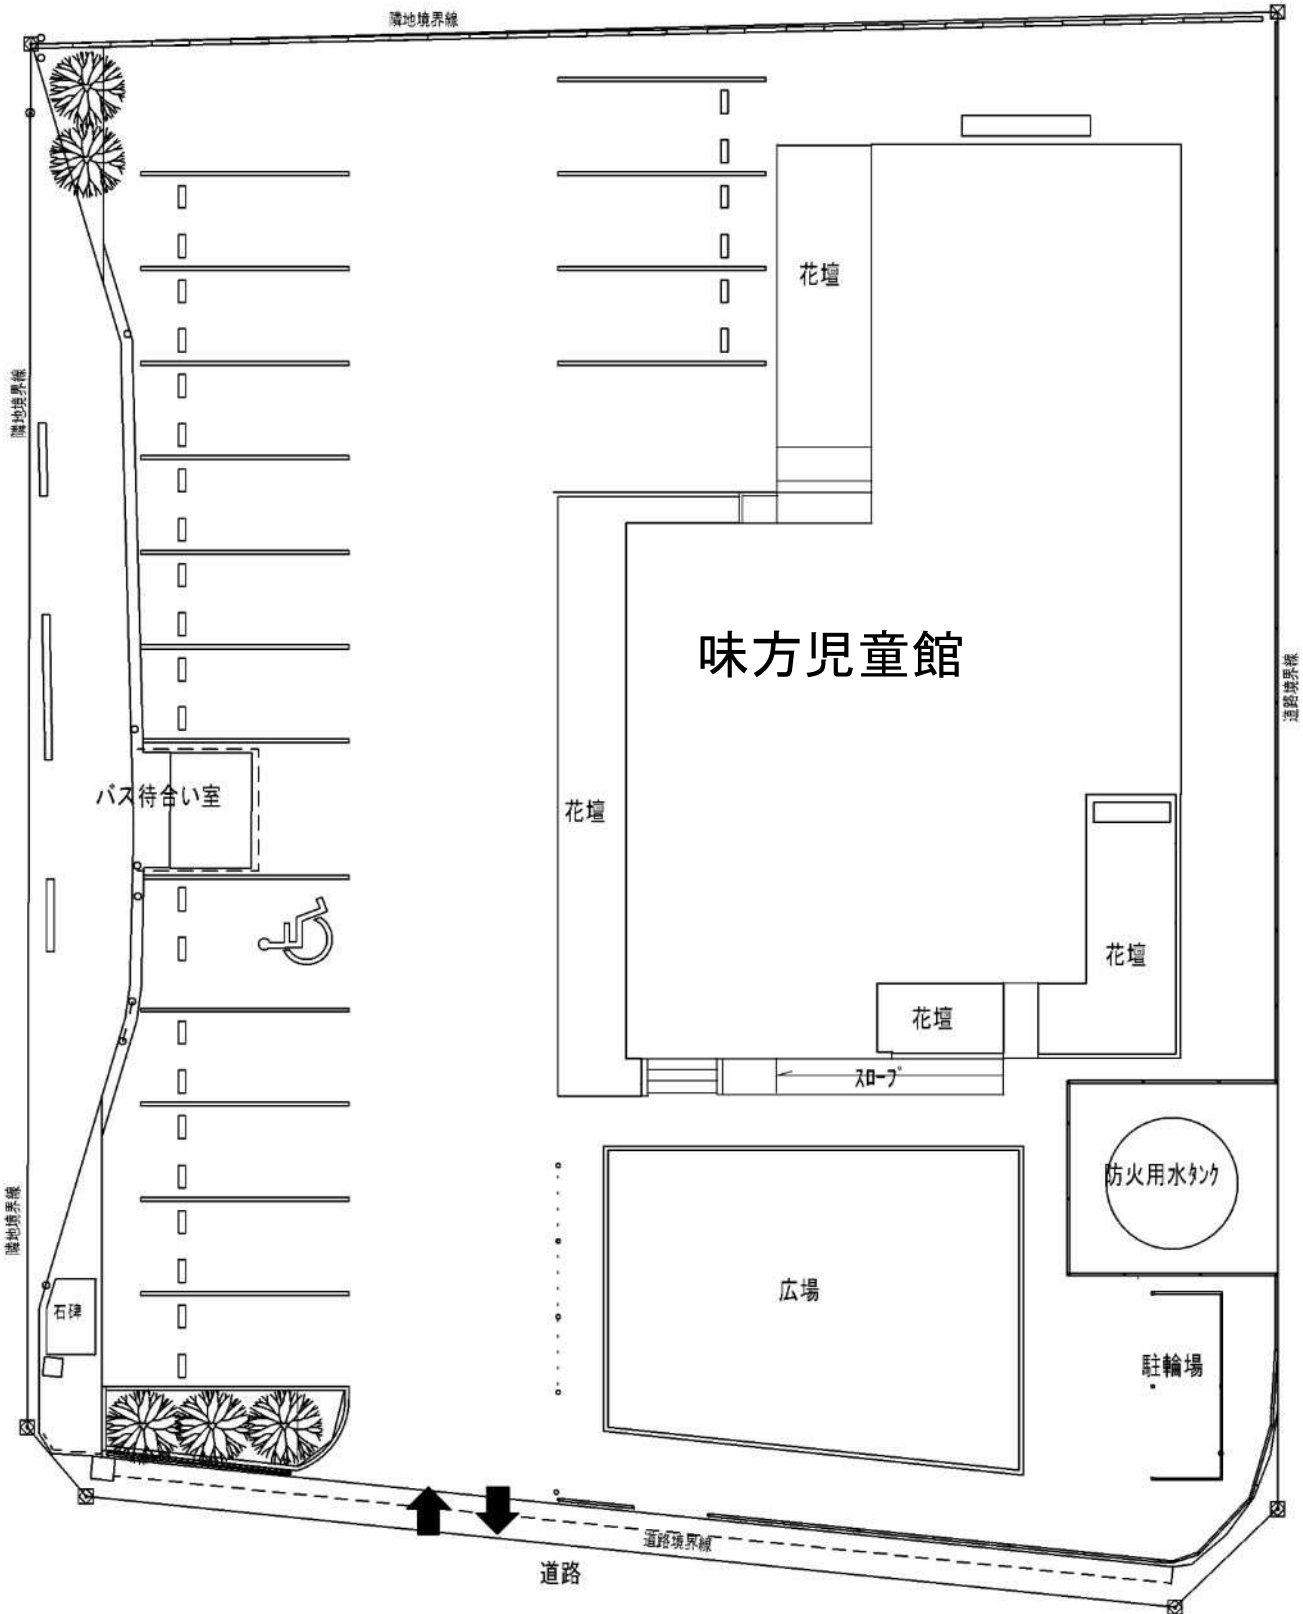 隣地境界線
花壇
隣地境界線
味方児童館
道路境界線
バス待合い室
花壇
花壇
花壇
スロープ
防火用水タンク
隣地境界線
広場
石碑
駐輪場
道路境界線
道路